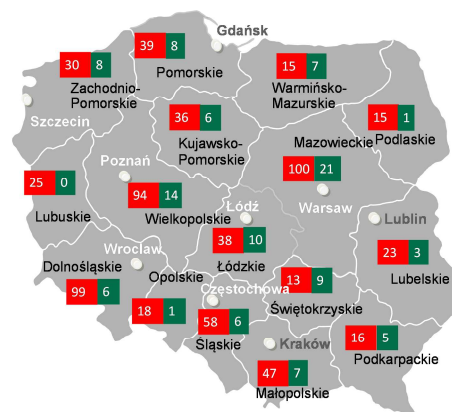 Gdańsk
39 8
Pomorskie
30 8
Zachodnio-
Pomorskie
15 7
Warmińsko-
Mazurskie
Szczecin
36 6
Kujawsko-
Pomorskie
15 1
Podlaskie
Mazowieckie
100 21
Warsaw
Poznań
94 14
Wielkopolskie
25 0
Lubuskie
Łódź
38 10
Łódzkie
Lublin
23 3
Lubelskie
Wroclaw
Dolnośląskie
99 6
Opolskie
18 1
Częstochowa
58 6
Śląskie
13 9
Świętokrzyskie
Kraków
47 7
Małopolskie
16 5
Podkarpackie